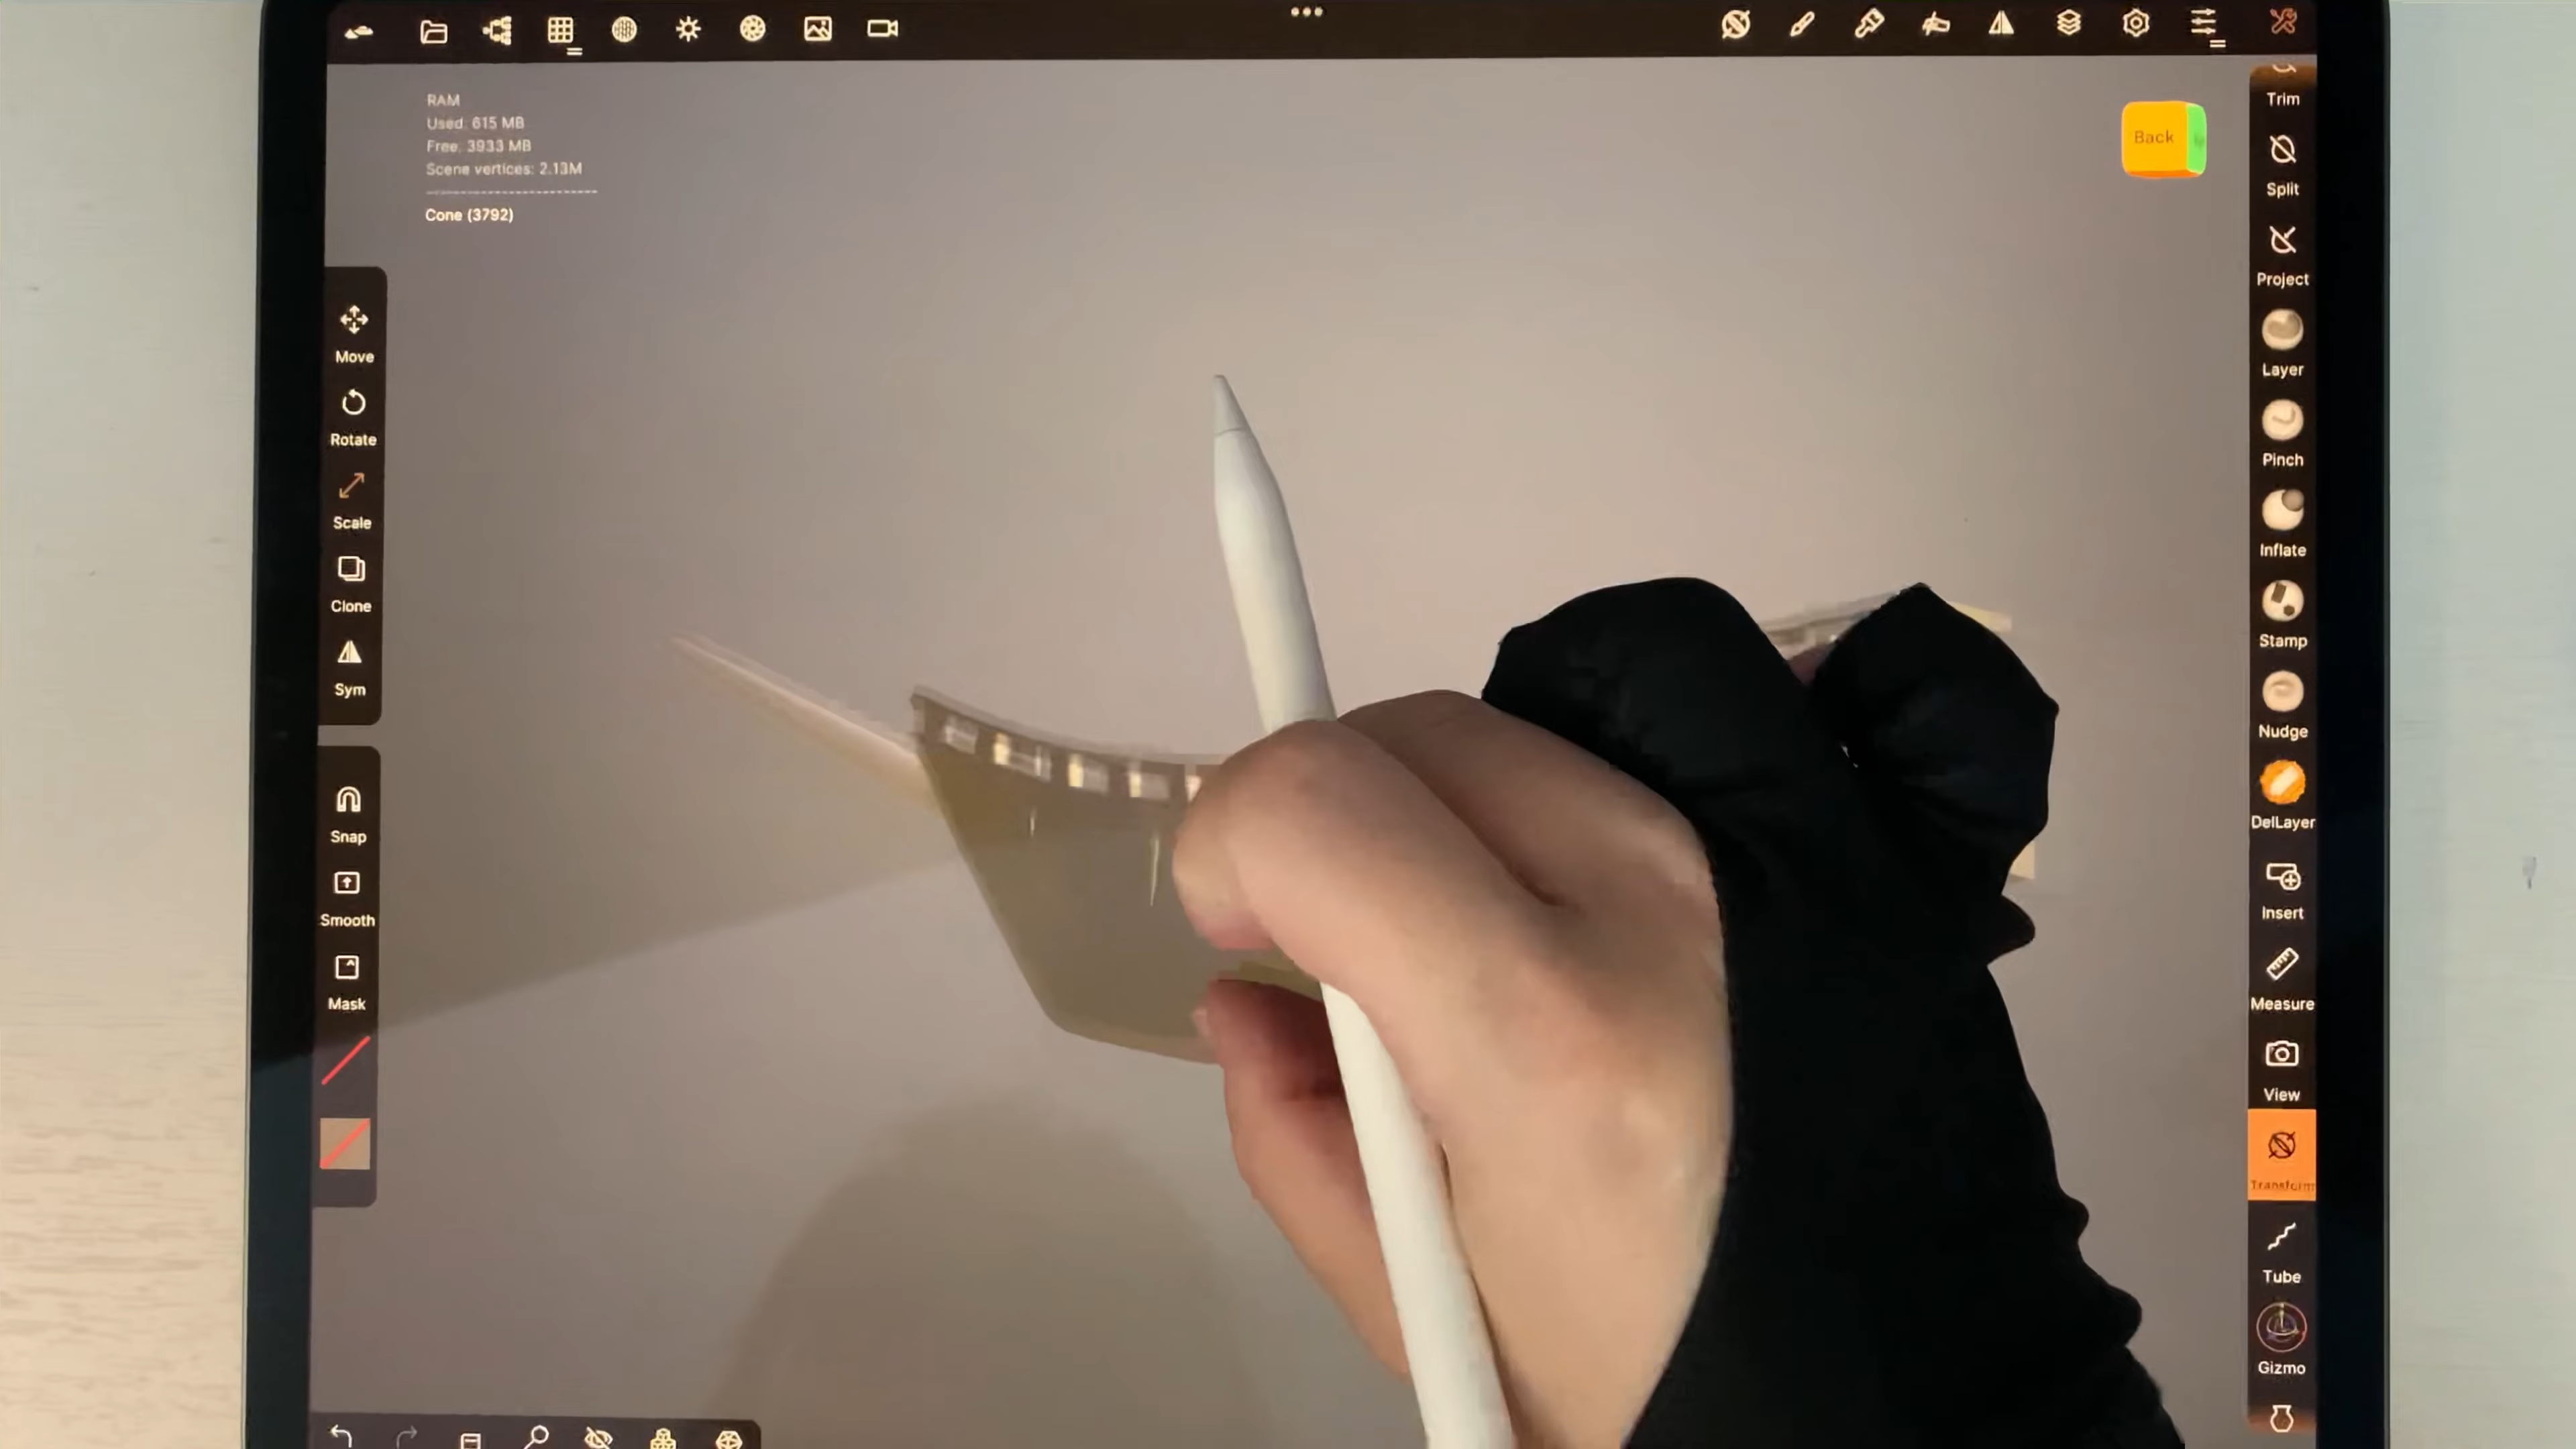 RAM
Used: 615 MB
Free: 3933 MB
Scene vertices: 2.13M
Cone (3792)
Back
Move
Rotate
Scale
Clone
Sym
Snap
Smooth
Mask
Trim
Split
Project
Layer
Pinch
Inflate
Stamp
Nudge
DelLayer
Insert
Measure
View
Transform
Tube
Gizmo